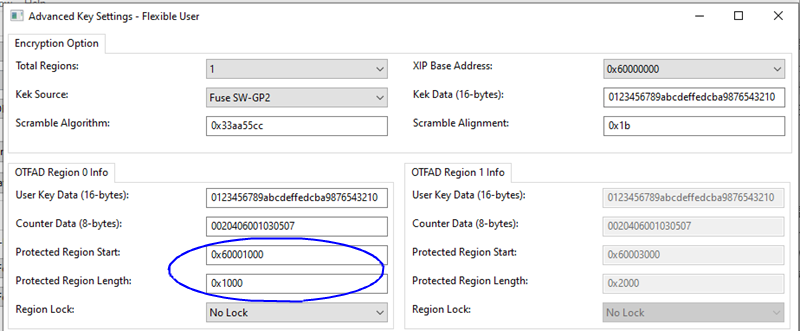 Advanced Key Settings - Flexible User
Encryption Option
Total Regions: 1 XIP Base Address: 0x60000000
Kek Source: Fuse SW-GP2 Kek Data (16-bytes): 0123456789abcdeffedcba9876543210
Scramble Algorithm: 0x33aa55cc Scramble Alignment: 0x1b
OTFAD Region 0 Info OTFAD Region 1 Info
User Key Data (16-bytes): 0123456789abcdeffedcba9876543210 User Key Data (16-bytes): 0123456789abcdeffedcba9876543210
Counter Data (8-bytes): 0020406001030507 Counter Data (8-bytes): 0020406001030507
Protected Region Start: 0x60001000 Protected Region Start: 0x60003000
Protected Region Length: 0x1000 Protected Region Length: 0x2000
Region Lock: No Lock Region Lock: No Lock